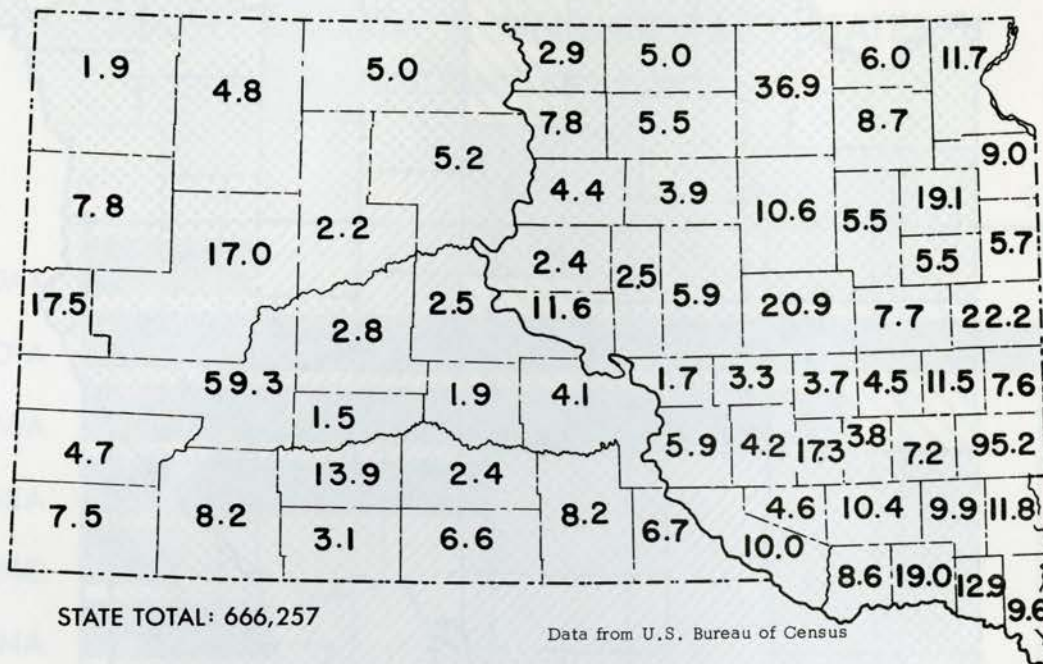 1.9 4.8 5.0 2.9 5.0 36.9 6.0 11.7
7.8 5.5 8.7
5.2 9.0
7.8 4.4 3.9 10.6 5.5 19.1
2.2 5.7
17.0 2.4 2.5 5.9 5.5
17.5 2.8 2.5 11.6 20.9 7.7 22.2
59.3 1.9 4.1 1.7 3.3 3.7 4.5 11.5 7.6
1.5
4.7 5.9 4.2 17.3 3.8 7.2 95.2
13.9 2.4
7.5 8.2 8.2 6.7 4.6 10.4 9.9 11.8
3.1 6.6 10.0
8.6 19.0 12.9
9.6
STATE TOTAL: 666,257
Data from U.S. Bureau of Census